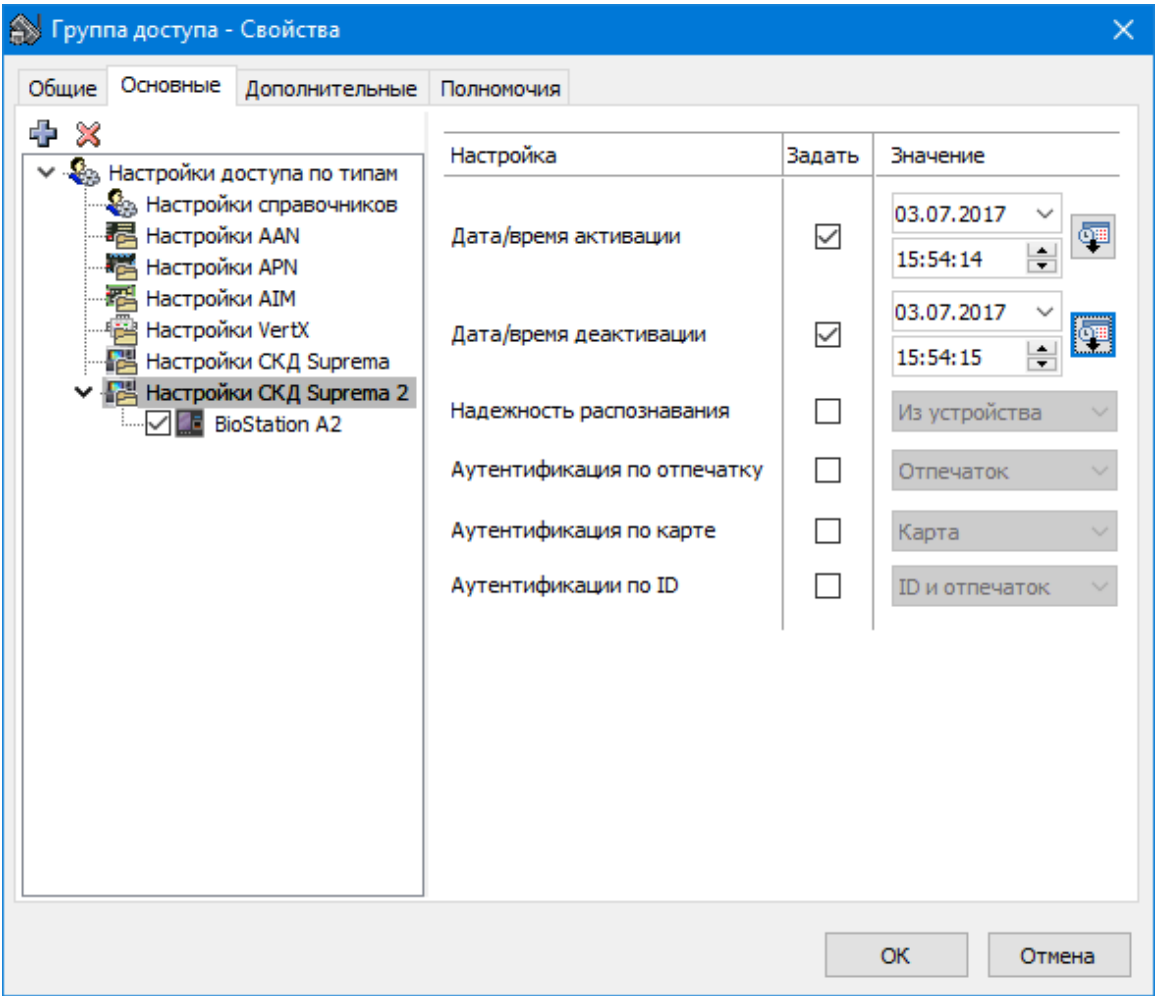 Группа доступа - Свойства
Общие Основные Дополнительные Полномочия
Настройки доступа по типам
Настройки справочников
Настройки AAN
Настройки APN
Настройки AIM
Настройки VertX
Настройки СКД Suprema
Настройки СКД Suprema 2
BioStation A2
Настройка Задать Значение
Дата/время активации
03.07.2017
15:54:14
Дата/время деактивации
03.07.2017
15:54:15
Надежность распознавания Из устройства
Аутентификация по отпечатку Отпечаток
Аутентификация по карте Карта
Аутентификации по ID ID и отпечаток
ОК Отмена